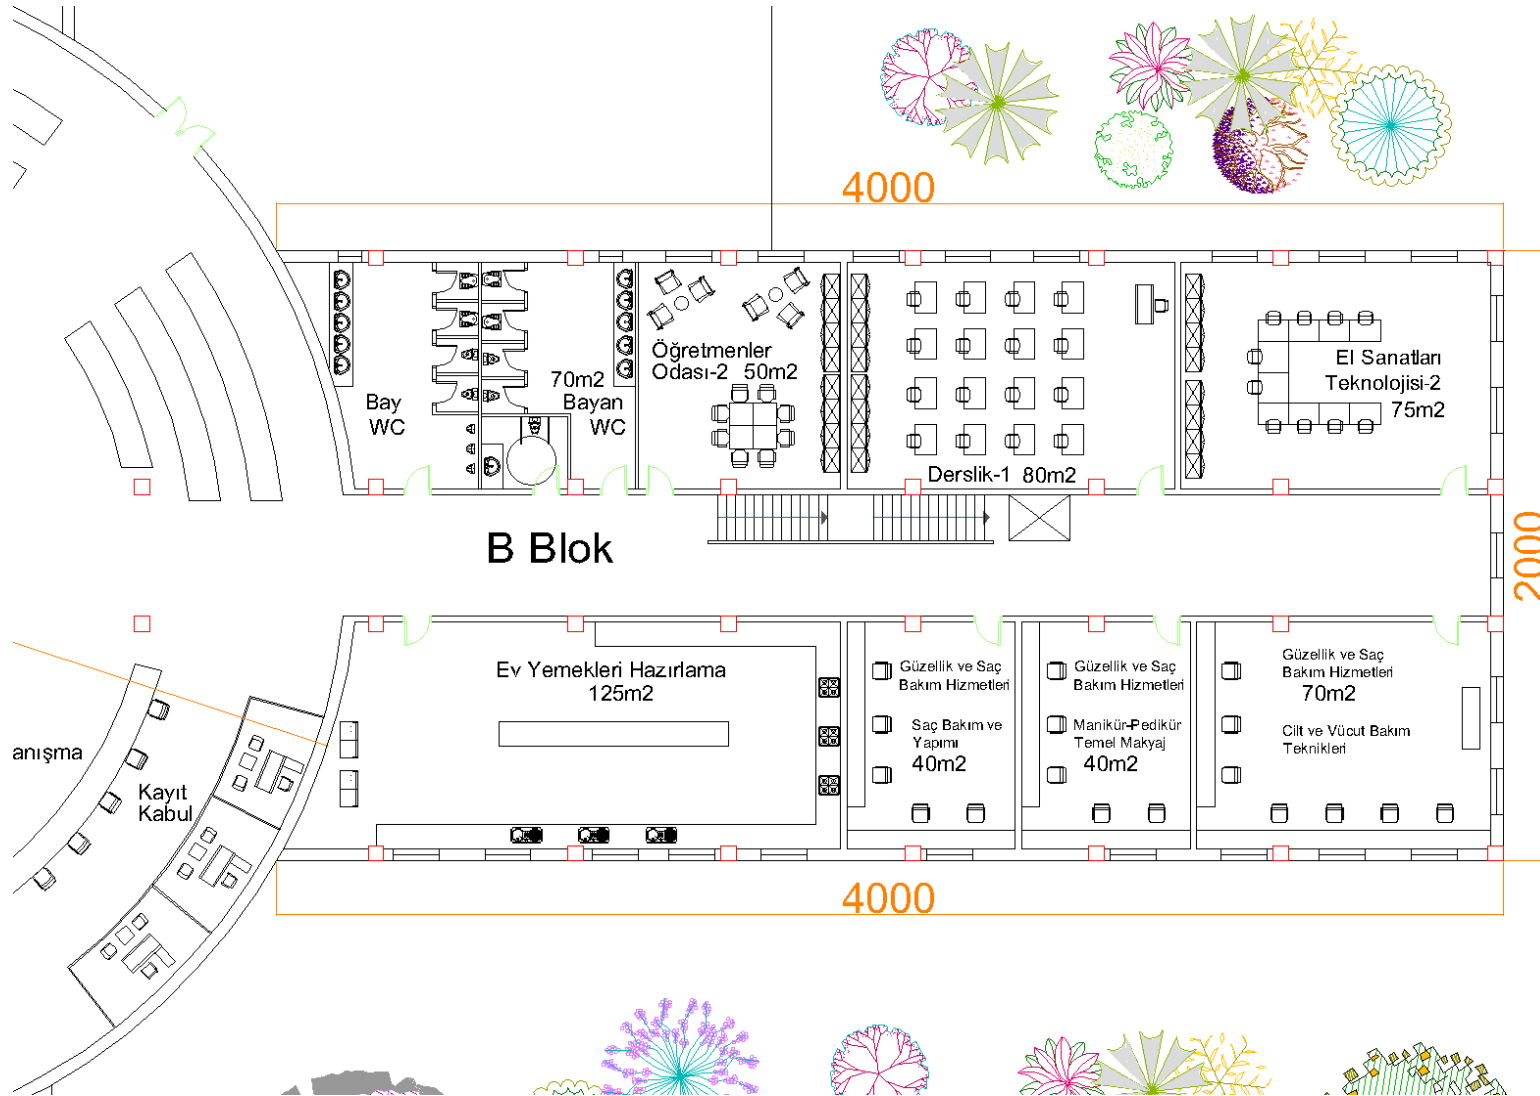 4000
Öğretmenler
Odası-2 50m2
70m2
Bayan
WC
Bay
WC
El Sanatları
Teknolojisi-2
75m2
Derslik-1 80m2
B Blok
2000
Ev Yemekleri Hazırlama
125m2
Güzellik ve Saç
Bakım Hizmetleri
Saç Bakım ve
Yapımı
40m2
Güzellik ve Saç
Bakım Hizmetleri
Manikür-Pedikür
Temel Makyaj
40m2
Güzellik ve Saç
Bakım Hizmetleri
70m2
Cilt ve Vücut Bakım
Teknikleri
anışma
Kayıt
Kabul
4000